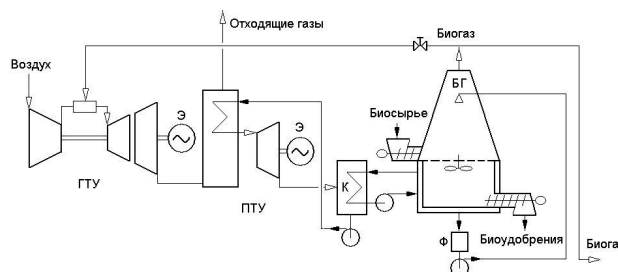 Отходящие газы
Биогаз
Воздух
БГ
Биосырье
Э
Э
ГТУ
К
ПТУ
Ф
Биоудобрения
Биога